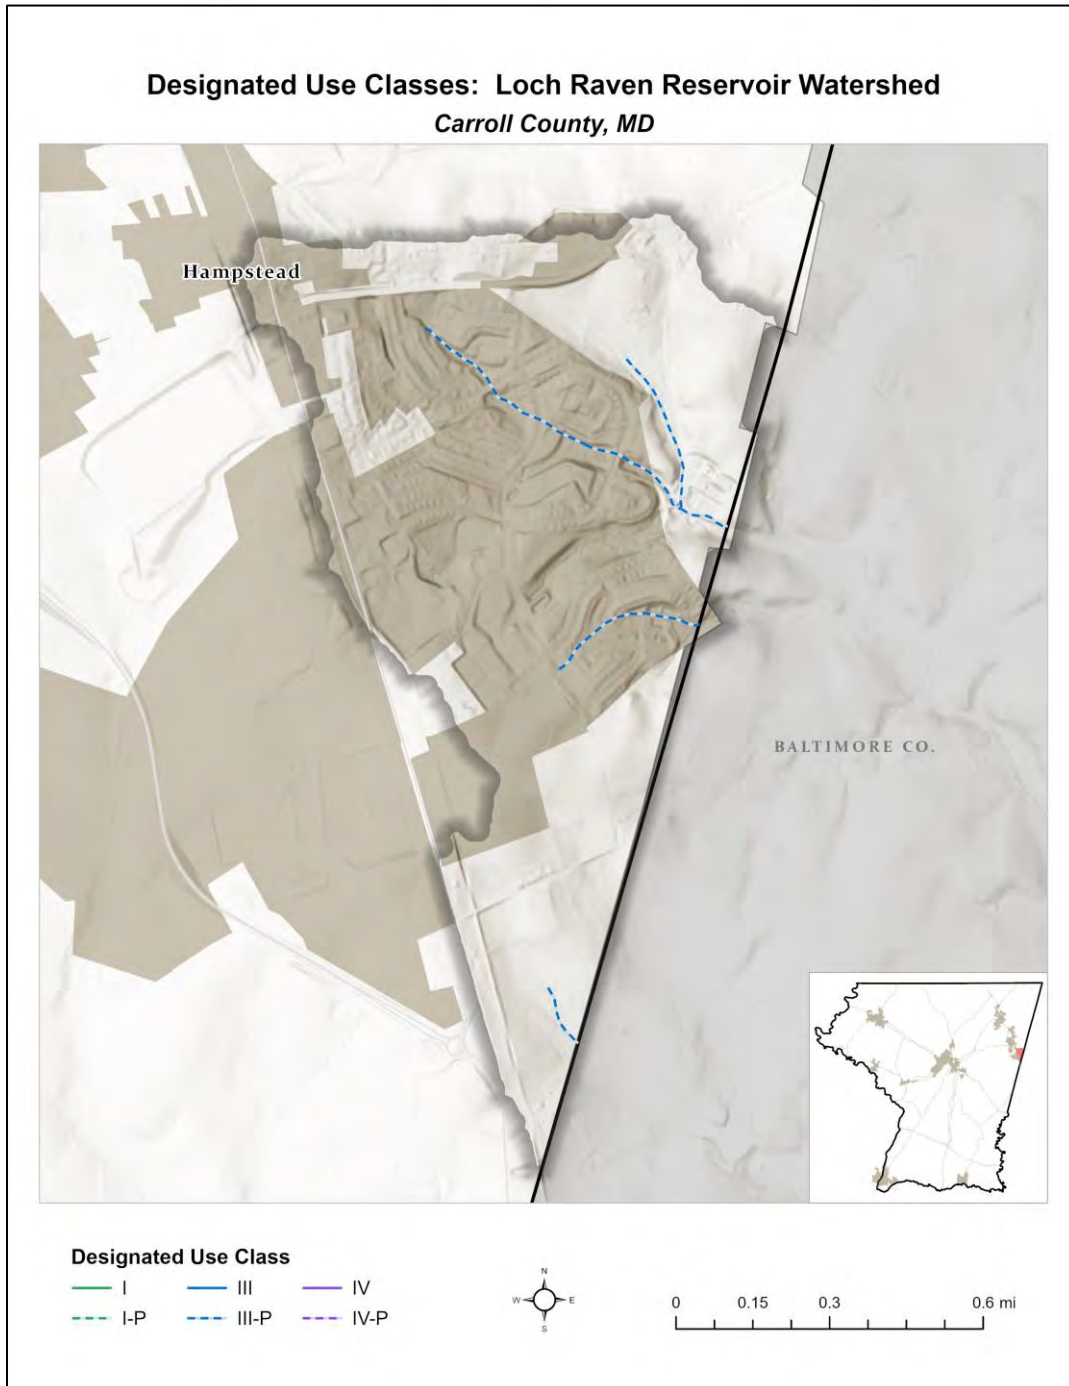 Designated Use Classes: Loch Raven Reservoir Watershed
Carroll County, MD
Hampstead
BALTIMORE CO.
Designated Use Class
I
III
IV
I-P
III-P
IV-P
N
W
E
S
0 0.15 0.3 0.6 mi